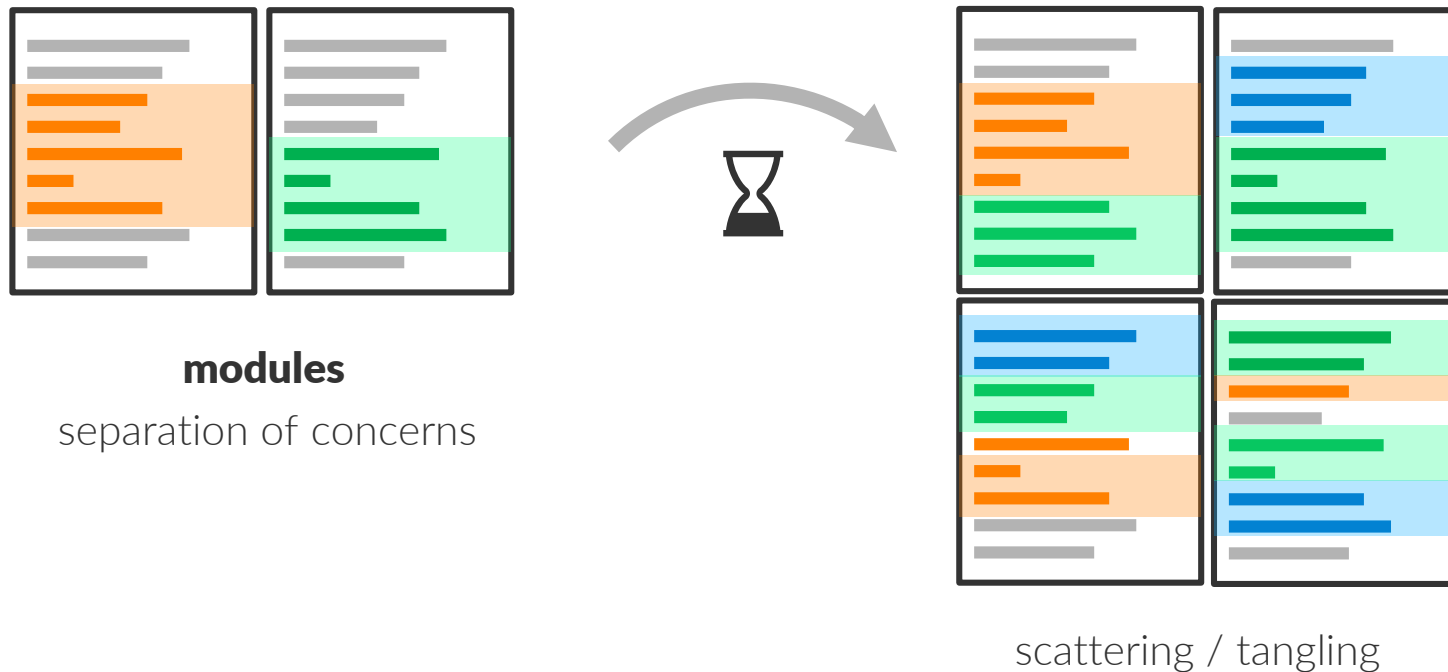 modules
separation of concerns
scattering / tangling